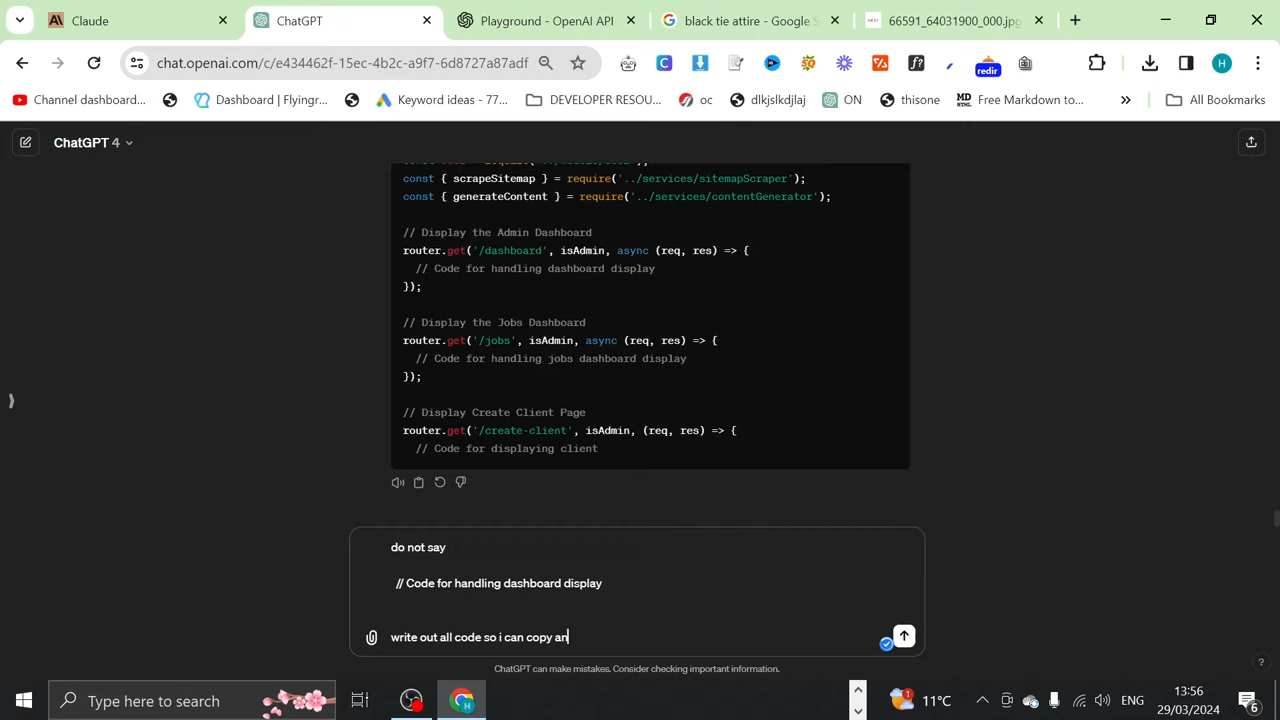 Claude
ChatGPT
Playground - OpenAI API
black tie attire - Google S
66591_64031900_000.jpg
chat.openai.com/c/e434462f-15ec-4b2c-a9f7-6d8727a87adf
redir
H
Channel dashboard...
Dashboard | Flyingr...
Keyword ideas - 77...
DEVELOPER RESOU...
oc
dlkjslkdjlaj
ON
thisone
MD
HTML
Free Markdown to...
All Bookmarks
ChatGPT 4
const { scrapeSitemap } = require('../services/sitemapScraper');
const { generateContent } = require('../services/contentGenerator');
// Display the Admin Dashboard
router.get('/dashboard', isAdmin, async (req, res) => {
// Code for handling dashboard display
});
// Display the Jobs Dashboard
router.get('/jobs', isAdmin, async (req, res) => {
// Code for handling jobs dashboard display
});
// Display Create Client Page
router.get('/create-client', isAdmin, (req, res) => {
// Code for displaying client
do not say
// Code for handling dashboard display
write out all code so i can copy an
ChatGPT can make mistakes. Consider checking important information.
?
Type here to search
H
1
11°C
ENG
13:56
29/03/2024
6